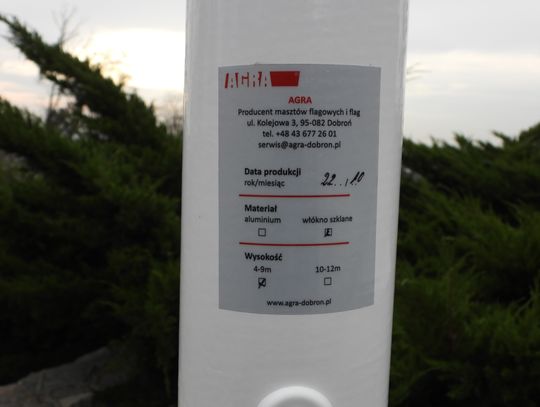 AGRA
AGRA
Producent masztów flagowych i flag
ul. Kolejowa 3, 95-082 Dobroń
tel. +48 43 677 26 01
serwis@agra-dobron.pl
Data produkcji
rok/miesiąc 22../10
Materiał
aluminium włókno szklane
Wysokość
4-9m 10-12m
www.agra-dobron.pl